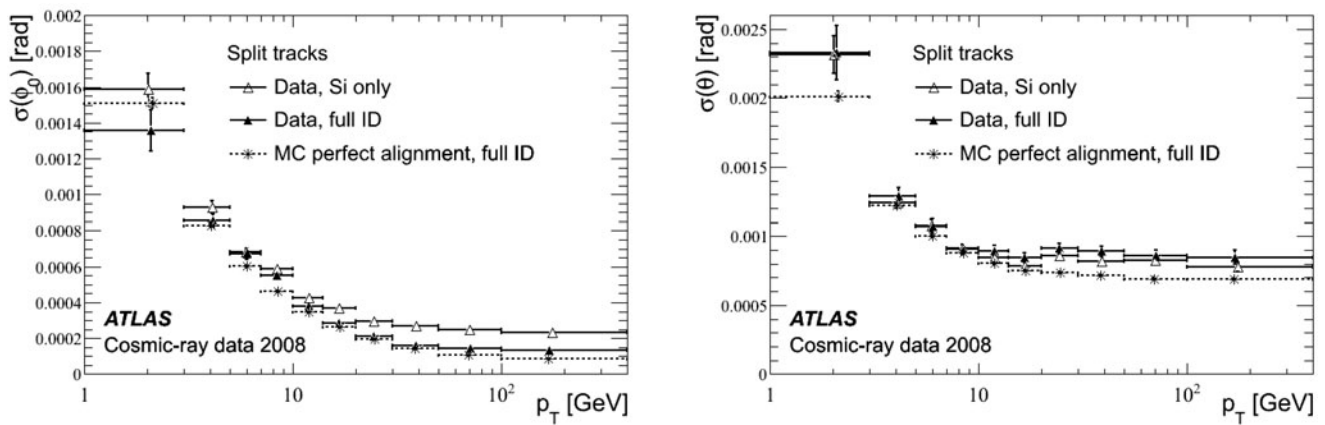 σ(φ₀) [rad]
0.002
0.0018
0.0016
0.0014
0.0012
0.001
0.0008
0.0006
0.0004
0.0002
0
Split tracks
Data, Si only
Data, full ID
MC perfect alignment, full ID
ATLAS
Cosmic-ray data 2008
1
10
10²
p_T [GeV]
σ(θ) [rad]
0.0025
0.002
0.0015
0.001
0.0005
0
Split tracks
Data, Si only
Data, full ID
MC perfect alignment, full ID
ATLAS
Cosmic-ray data 2008
1
10
10²
p_T [GeV]